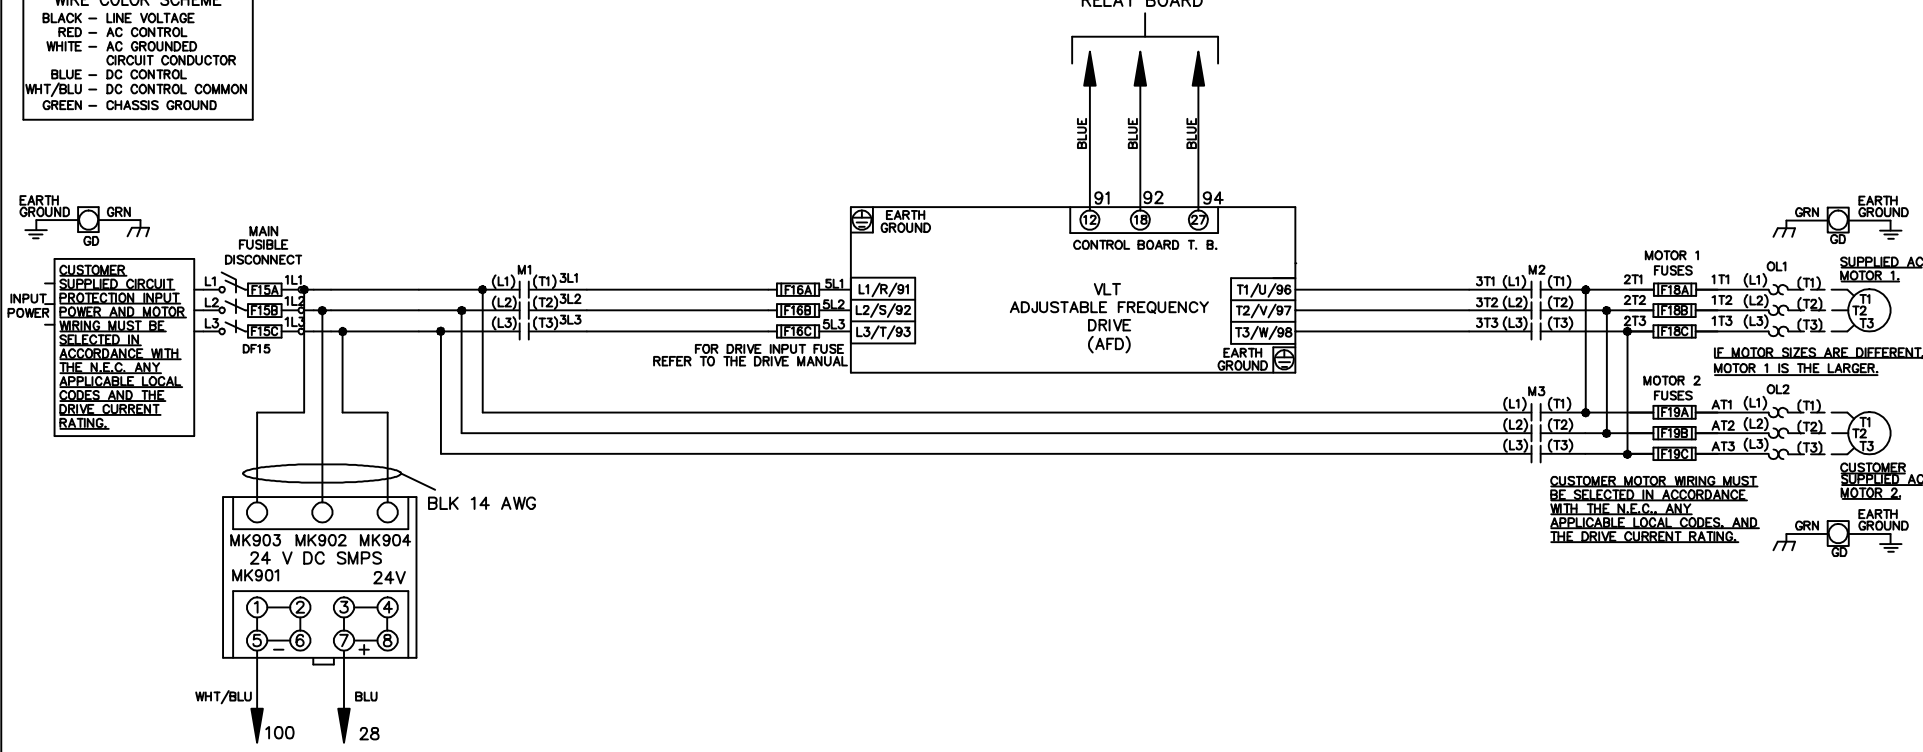 WIRE COLOR SCHEME
BLACK – LINE VOLTAGE
RED – AC CONTROL
WHITE – AC GROUNDED
CIRCUIT CONDUCTOR
BLUE – DC CONTROL
WHT/BLU – DC CONTROL COMMON
GREEN – CHASSIS GROUND
RELAY BOARD
BLUE
BLUE
BLUE
91 92 94
12 18 27
CONTROL BOARD T. B.
EARTH
GROUND
GRN
GD
MAIN
FUSIBLE
DISCONNECT
INPUT
POWER
CUSTOMER
SUPPLIED CIRCUIT
PROTECTION INPUT
POWER AND MOTOR
WIRING MUST BE
SELECTED IN
ACCORDANCE WITH
THE N.E.C. ANY
APPLICABLE LOCAL
CODES AND THE
DRIVE CURRENT
RATING.
L1 F15A 1L1
L2 F15B 1L2
L3 F15C 1L3
DF15
M1
(L1) (T1) 3L1
(L2) (T2) 3L2
(L3) (T3) 3L3
F16A 5L1
F16B 5L2
F16C 5L3
FOR DRIVE INPUT FUSE
REFER TO THE DRIVE MANUAL
EARTH
GROUND
L1/R/91
L2/S/92
L3/T/93
VLT
ADJUSTABLE FREQUENCY
DRIVE
(AFD)
T1/U/96
T2/V/97
T3/W/98
EARTH
GROUND
M2
3T1 (L1) (T1)
3T2 (L2) (T2)
3T3 (L3) (T3)
MOTOR 1
FUSES
2T1 F18A 1T1 (L1)
2T2 F18B 1T2 (L2)
2T3 F18C 1T3 (L3)
OL1
(T1)
(T2)
(T3)
T1
T2
T3
GRN
EARTH
GROUND
GD
SUPPLIED AC
MOTOR 1.
IF MOTOR SIZES ARE DIFFERENT,
MOTOR 1 IS THE LARGER.
M3
(L1) (T1)
(L2) (T2)
(L3) (T3)
MOTOR 2
FUSES
F19A AT1 (L1)
F19B AT2 (L2)
F19C AT3 (L3)
OL2
(T1)
(T2)
(T3)
T1
T2
T3
CUSTOMER
SUPPLIED AC
MOTOR 2.
CUSTOMER MOTOR WIRING MUST
BE SELECTED IN ACCORDANCE
WITH THE N.E.C., ANY
APPLICABLE LOCAL CODES, AND
THE DRIVE CURRENT RATING.
GRN
EARTH
GROUND
GD
BLK 14 AWG
MK903 MK902 MK904
24 V DC SMPS
MK901 24V
1 2 3 4
5 6 7 8
– +
WHT/BLU BLU
100 28